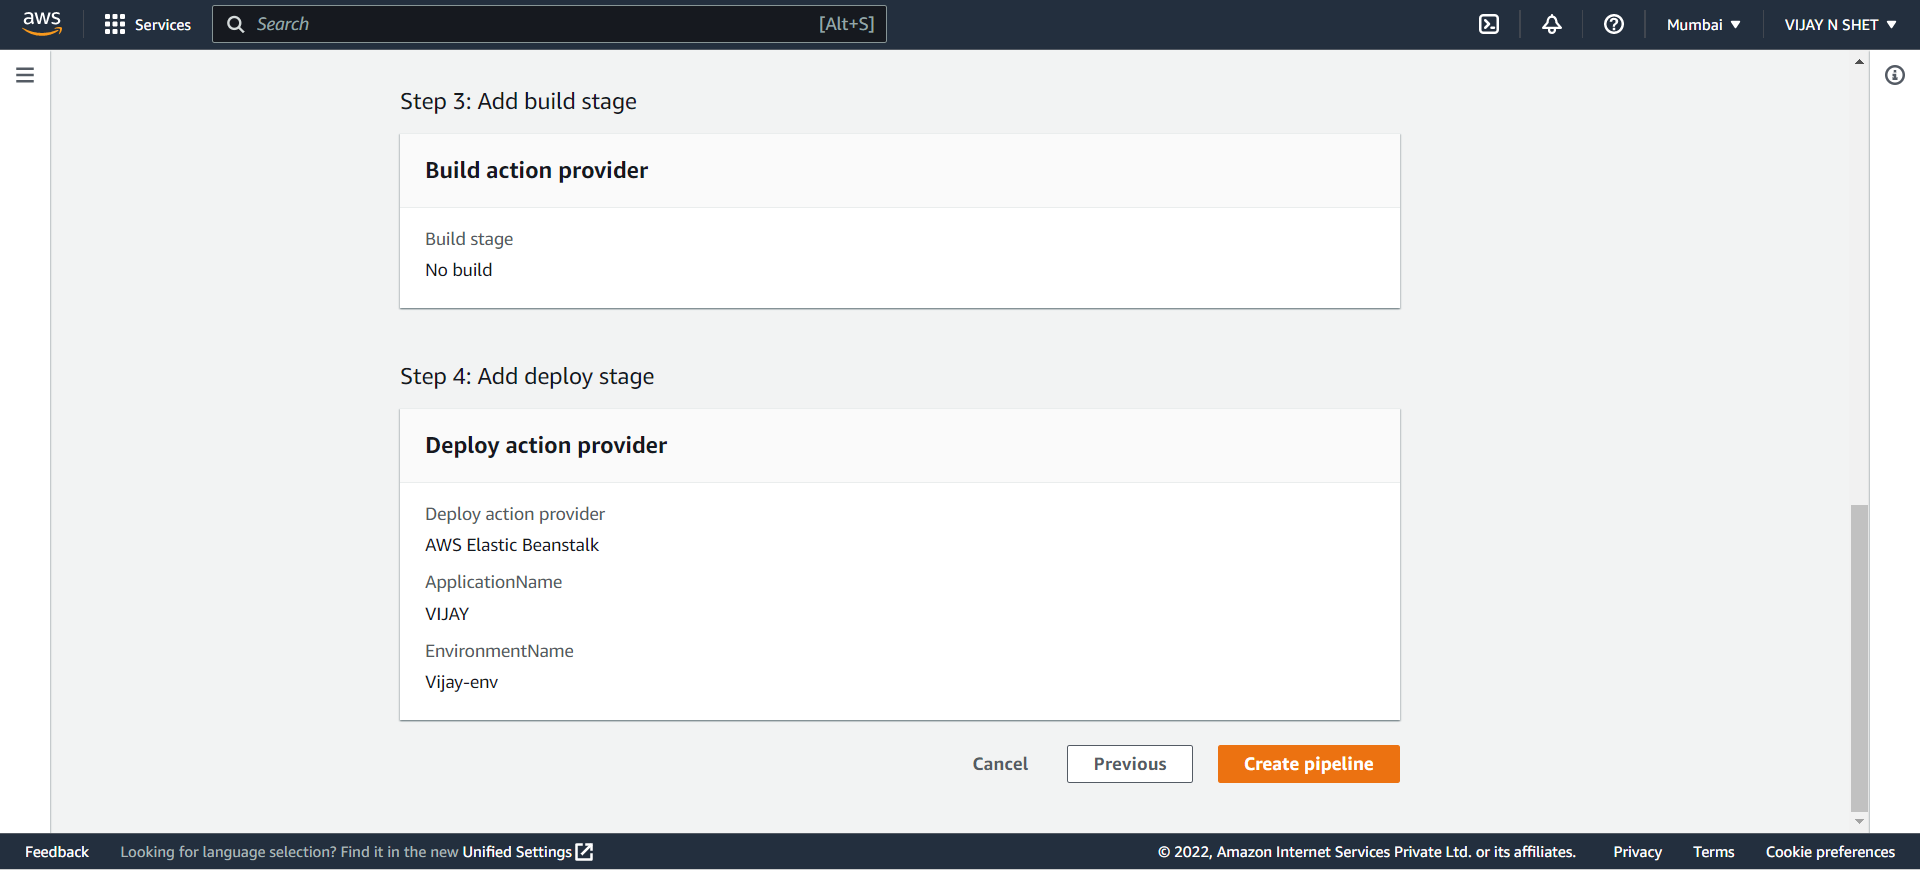 aws
Services
Search
[Alt+S]
Mumbai
VIJAY N SHET
Step 3: Add build stage
Build action provider
Build stage
No build
Step 4: Add deploy stage
Deploy action provider
Deploy action provider
AWS Elastic Beanstalk
ApplicationName
VIJAY
EnvironmentName
Vijay-env
Cancel
Previous
Create pipeline
Feedback
Looking for language selection? Find it in the new Unified Settings
© 2022, Amazon Internet Services Private Ltd. or its affiliates.
Privacy
Terms
Cookie preferences